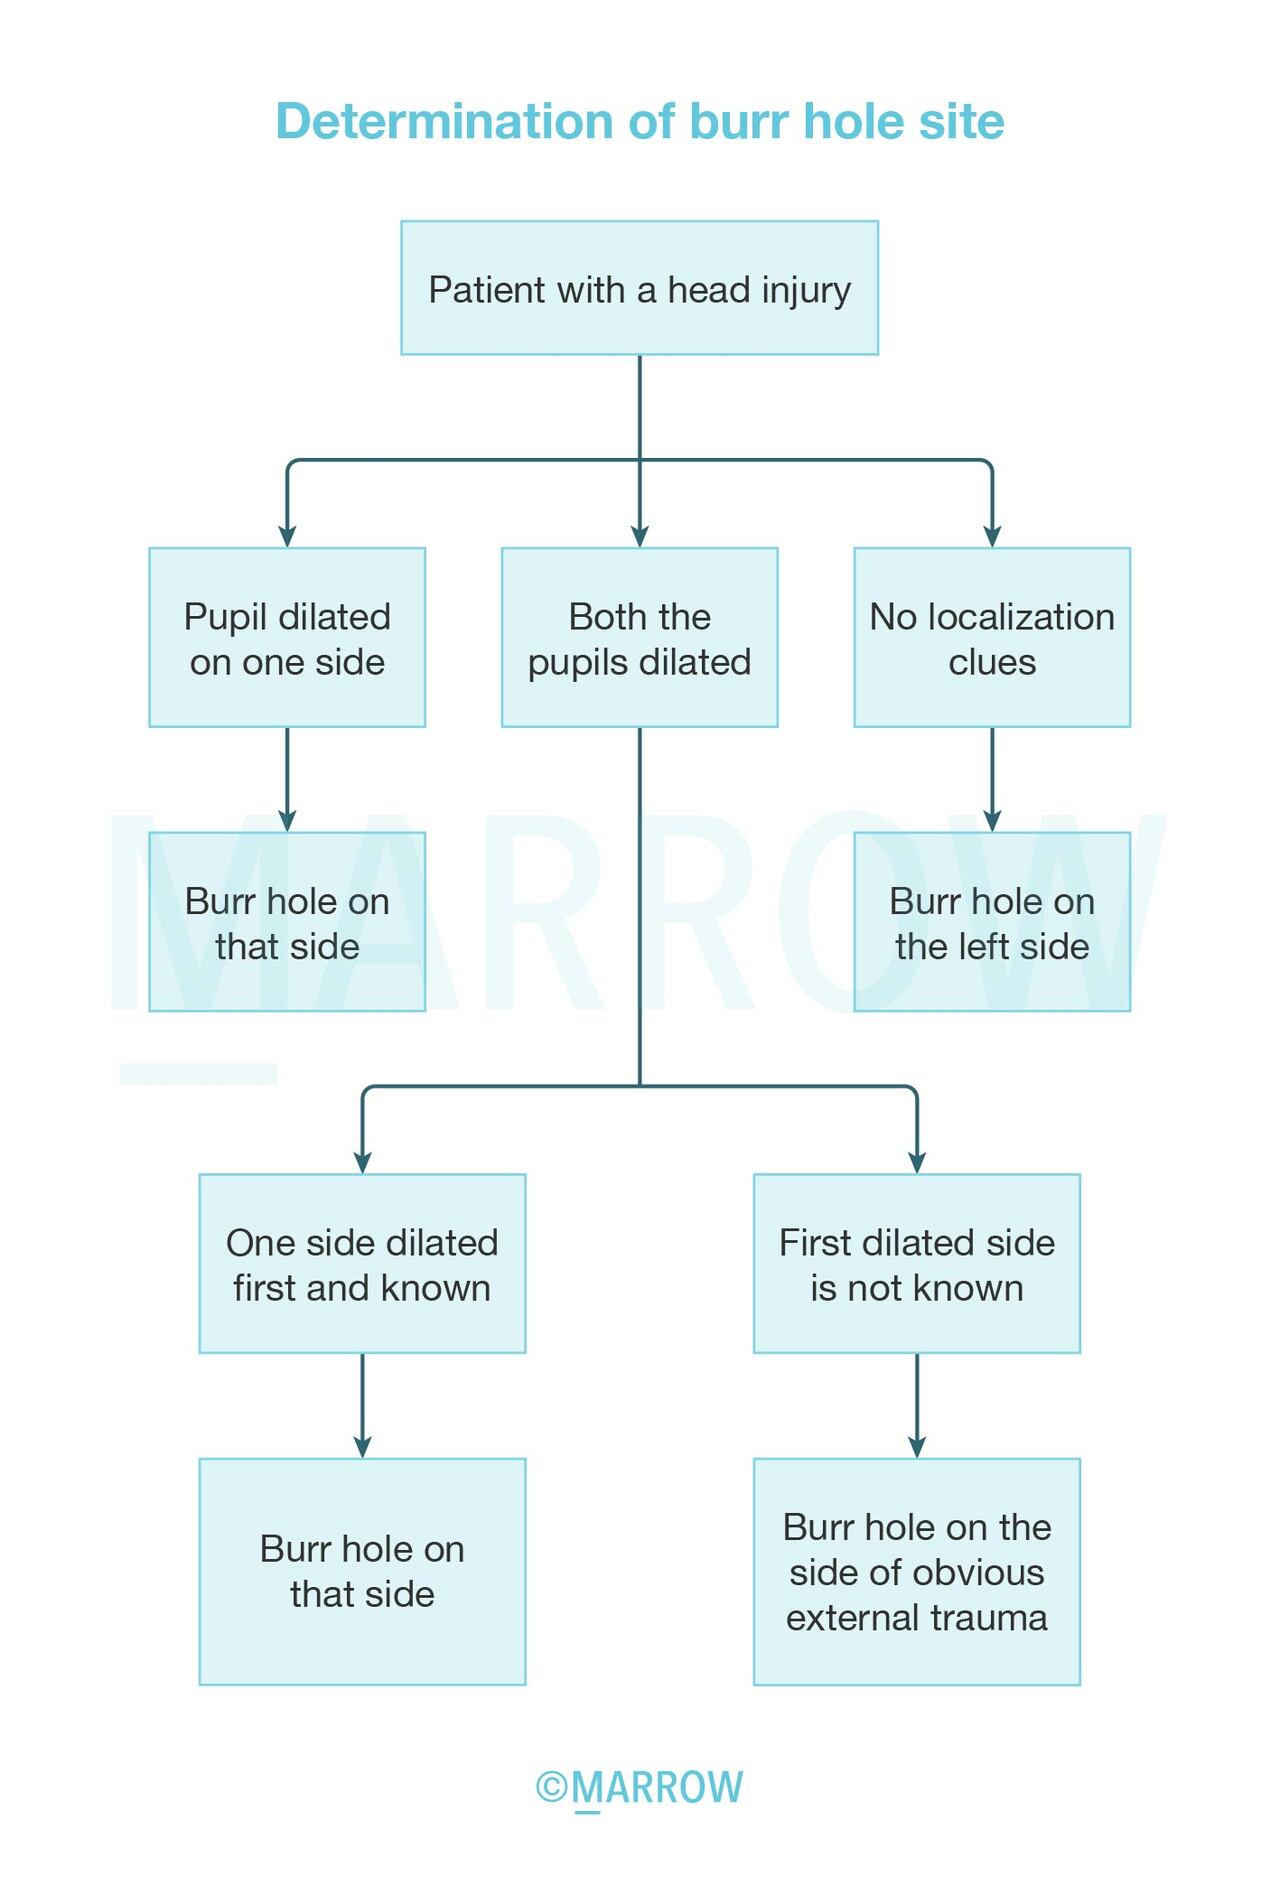 Determination of burr hole site
Patient with a head injury
Pupil dilated
on one side
Both the
pupils dilated
No localization
clues
Burr hole on
that side
Burr hole on
the left side
MARROW
One side dilated
first and known
First dilated side
is not known
Burr hole on
that side
Burr hole on the
side of obvious
external trauma
©MARROW